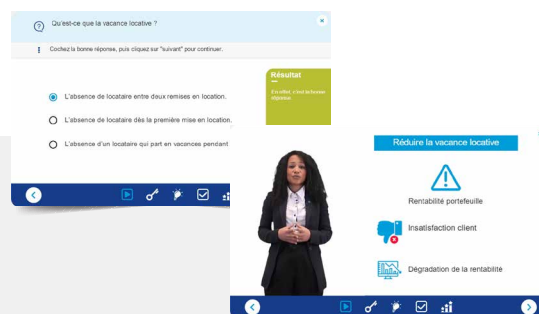 Qu'est-ce que la vacance locative ?
Cochez la bonne réponse, puis cliquez sur "suivant" pour continuer.
Résultat
En effet, c'est la bonne
réponse
L'absence de locataire entre deux remises en location.
L'absence de locataire dès la première mise en location.
L'absence d'un locataire qui part en vacances pendant
Réduire la vacance locative
Rentabilité portefeuille
Insatisfaction client
Dégradation de la rentabilité